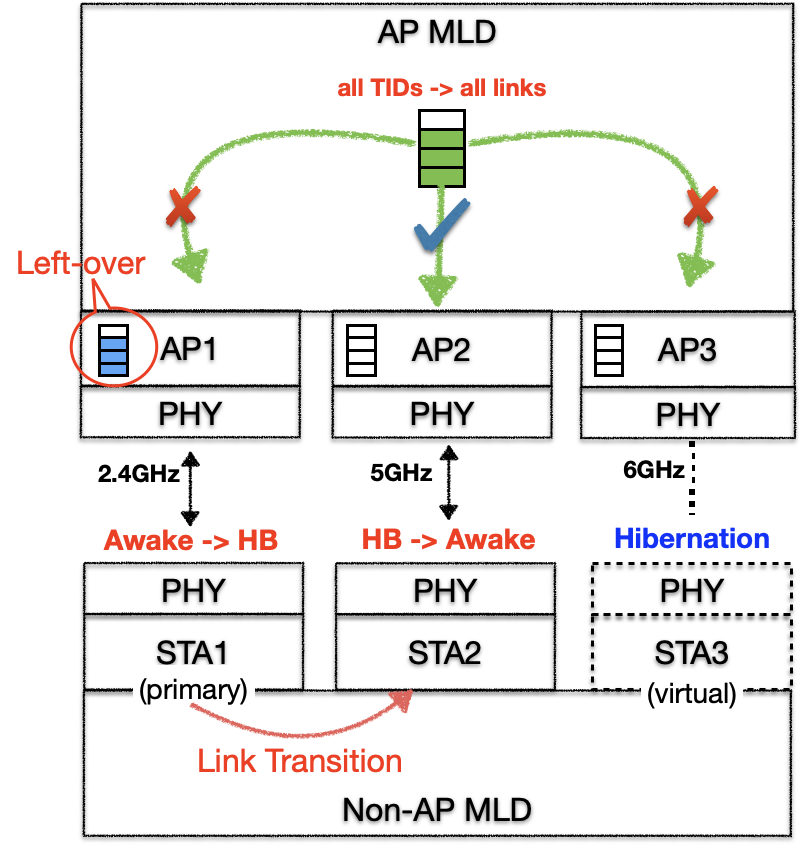 AP MLD
all TIDs -> all links
Left-over
AP1
AP2
AP3
PHY
PHY
PHY
2.4GHz
5GHz
6GHz
Awake -> HB
HB -> Awake
Hibernation
PHY
PHY
PHY
STA1
STA2
STA3
(primary)
(virtual)
Link Transition
Non-AP MLD